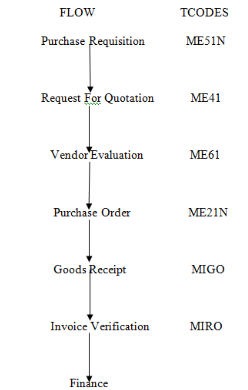 FLOW TCODES
Purchase Requisition ME51N
Request For Quotation ME41
Vendor Evaluation ME61
Purchase Order ME21N
Goods Receipt MIGO
Invoice Verification MIRO
Finance